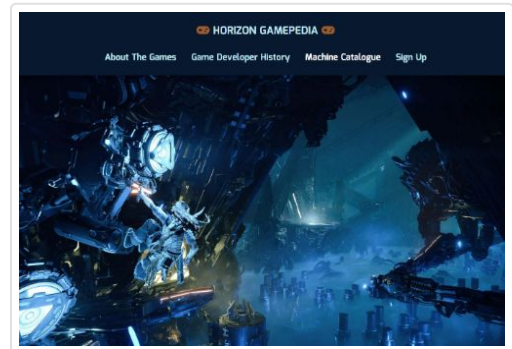 HORIZON GAMEPEDIA
About The Games Game Developer History Machine Catalogue Sign Up